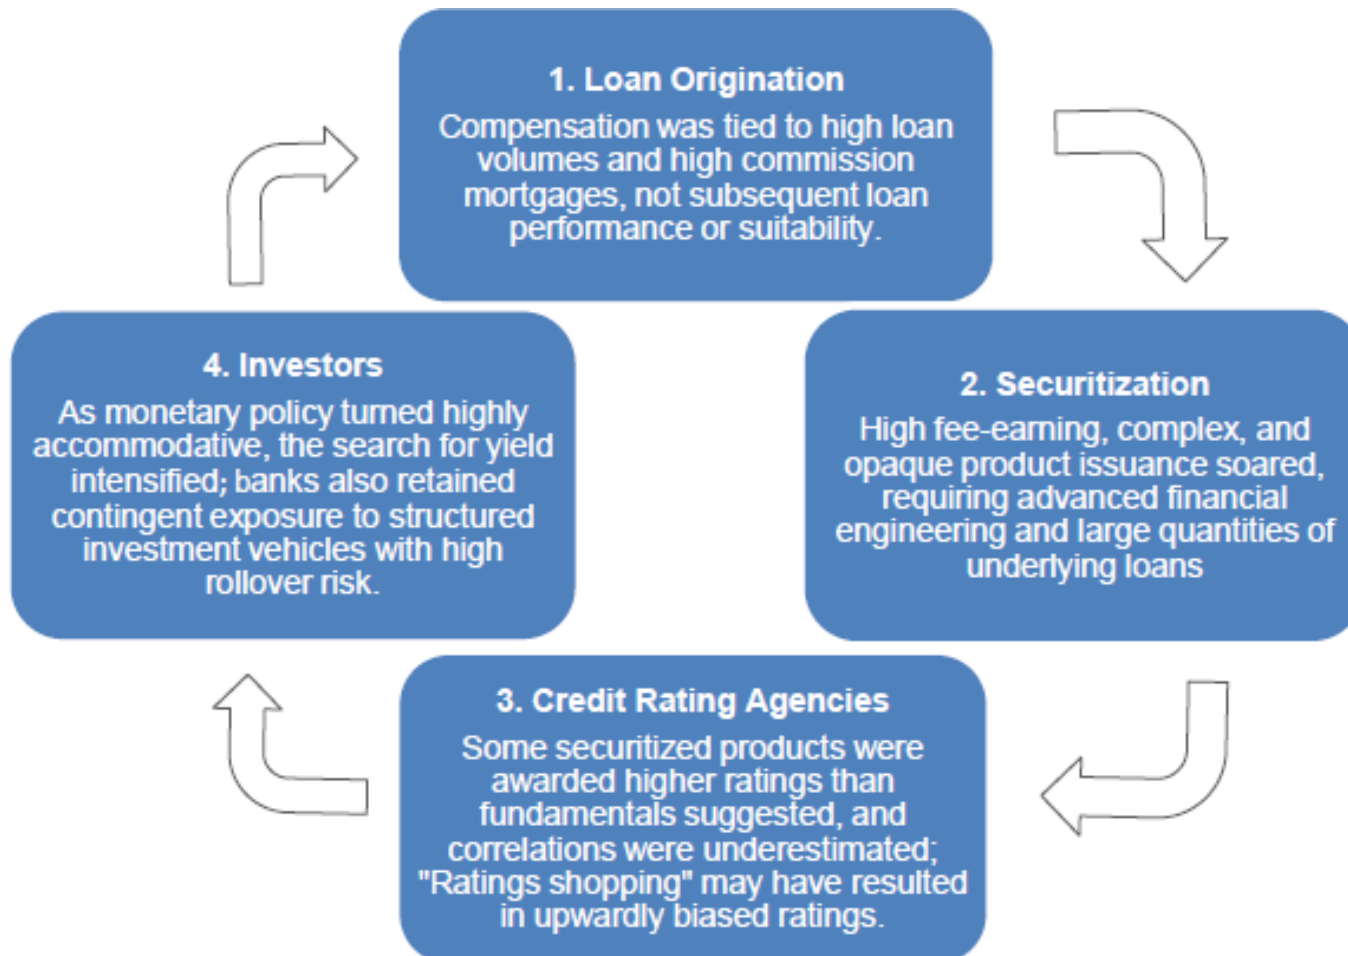 1. Loan Origination
Compensation was tied to high loan
volumes and high commission
mortgages, not subsequent loan
performance or suitability.
2. Securitization
High fee-earning, complex, and
opaque product issuance soared,
requiring advanced financial
engineering and large quantities of
underlying loans
3. Credit Rating Agencies
Some securitized products were
awarded higher ratings than
fundamentals suggested, and
correlations were underestimated;
"Ratings shopping" may have resulted
in upwardly biased ratings.
4. Investors
As monetary policy turned highly
accommodative, the search for yield
intensified; banks also retained
contingent exposure to structured
investment vehicles with high
rollover risk.